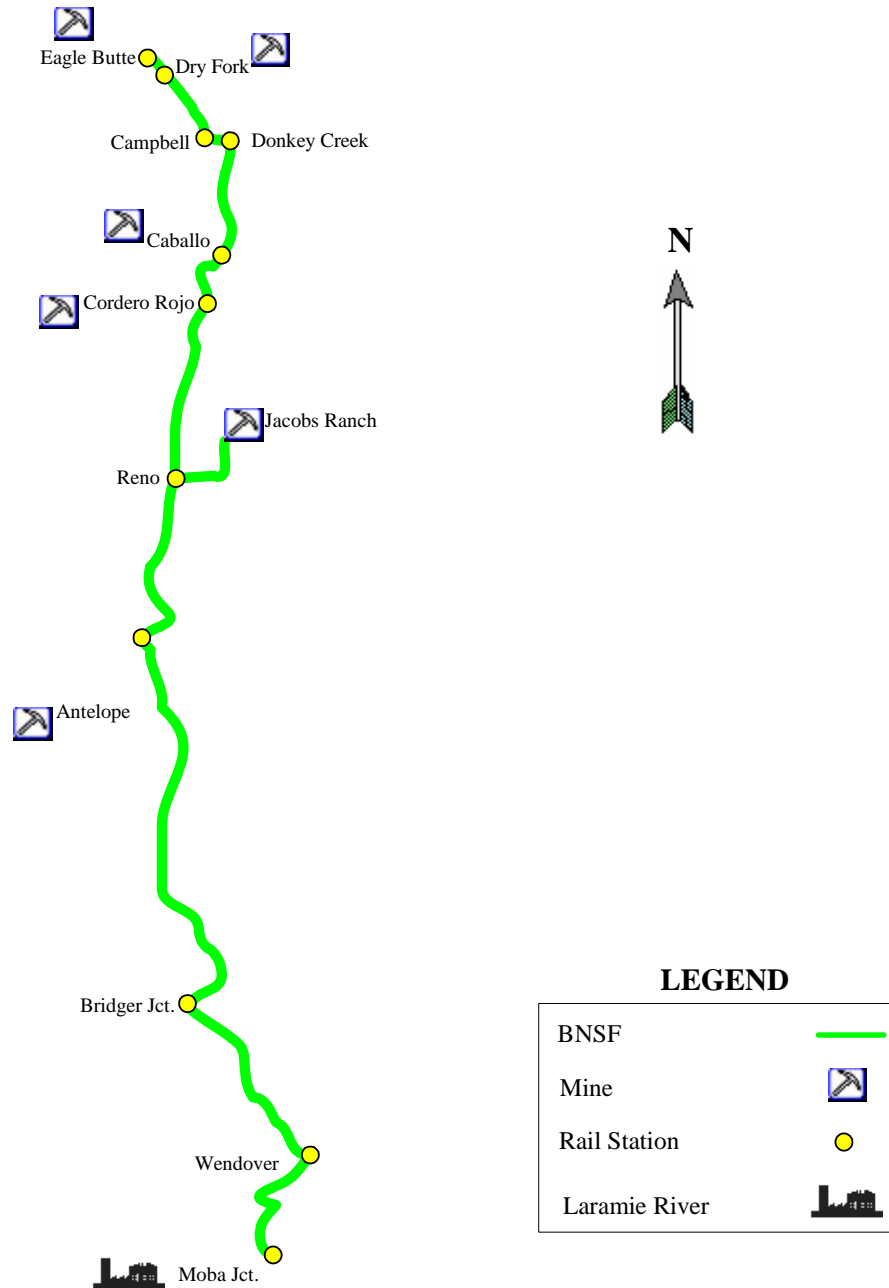 Eagle Butte
Dry Fork
Campbell
Donkey Creek
Caballo
N
Cordero Rojo
Jacobs Ranch
Reno
Antelope
Bridger Jct.
Wendover
Moba Jct.
LEGEND
BNSF
Mine
Rail Station
Laramie River